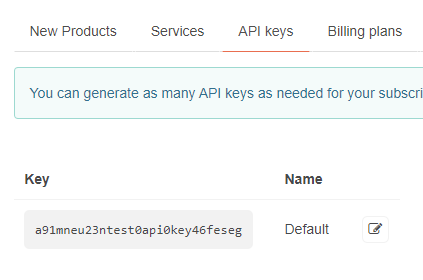 New Products Services API keys Billing plans
You can generate as many API keys as needed for your subscri
Key Name
a91mneu23ntest0api0key46feseg Default